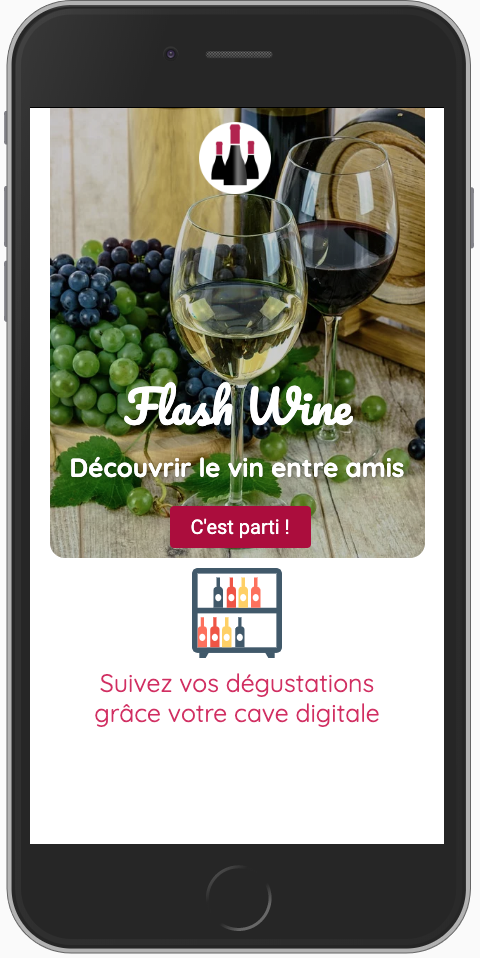 Flash Wine
Découvrir le vin entre amis
C'est parti !
Suivez vos dégustations
grâce votre cave digitale